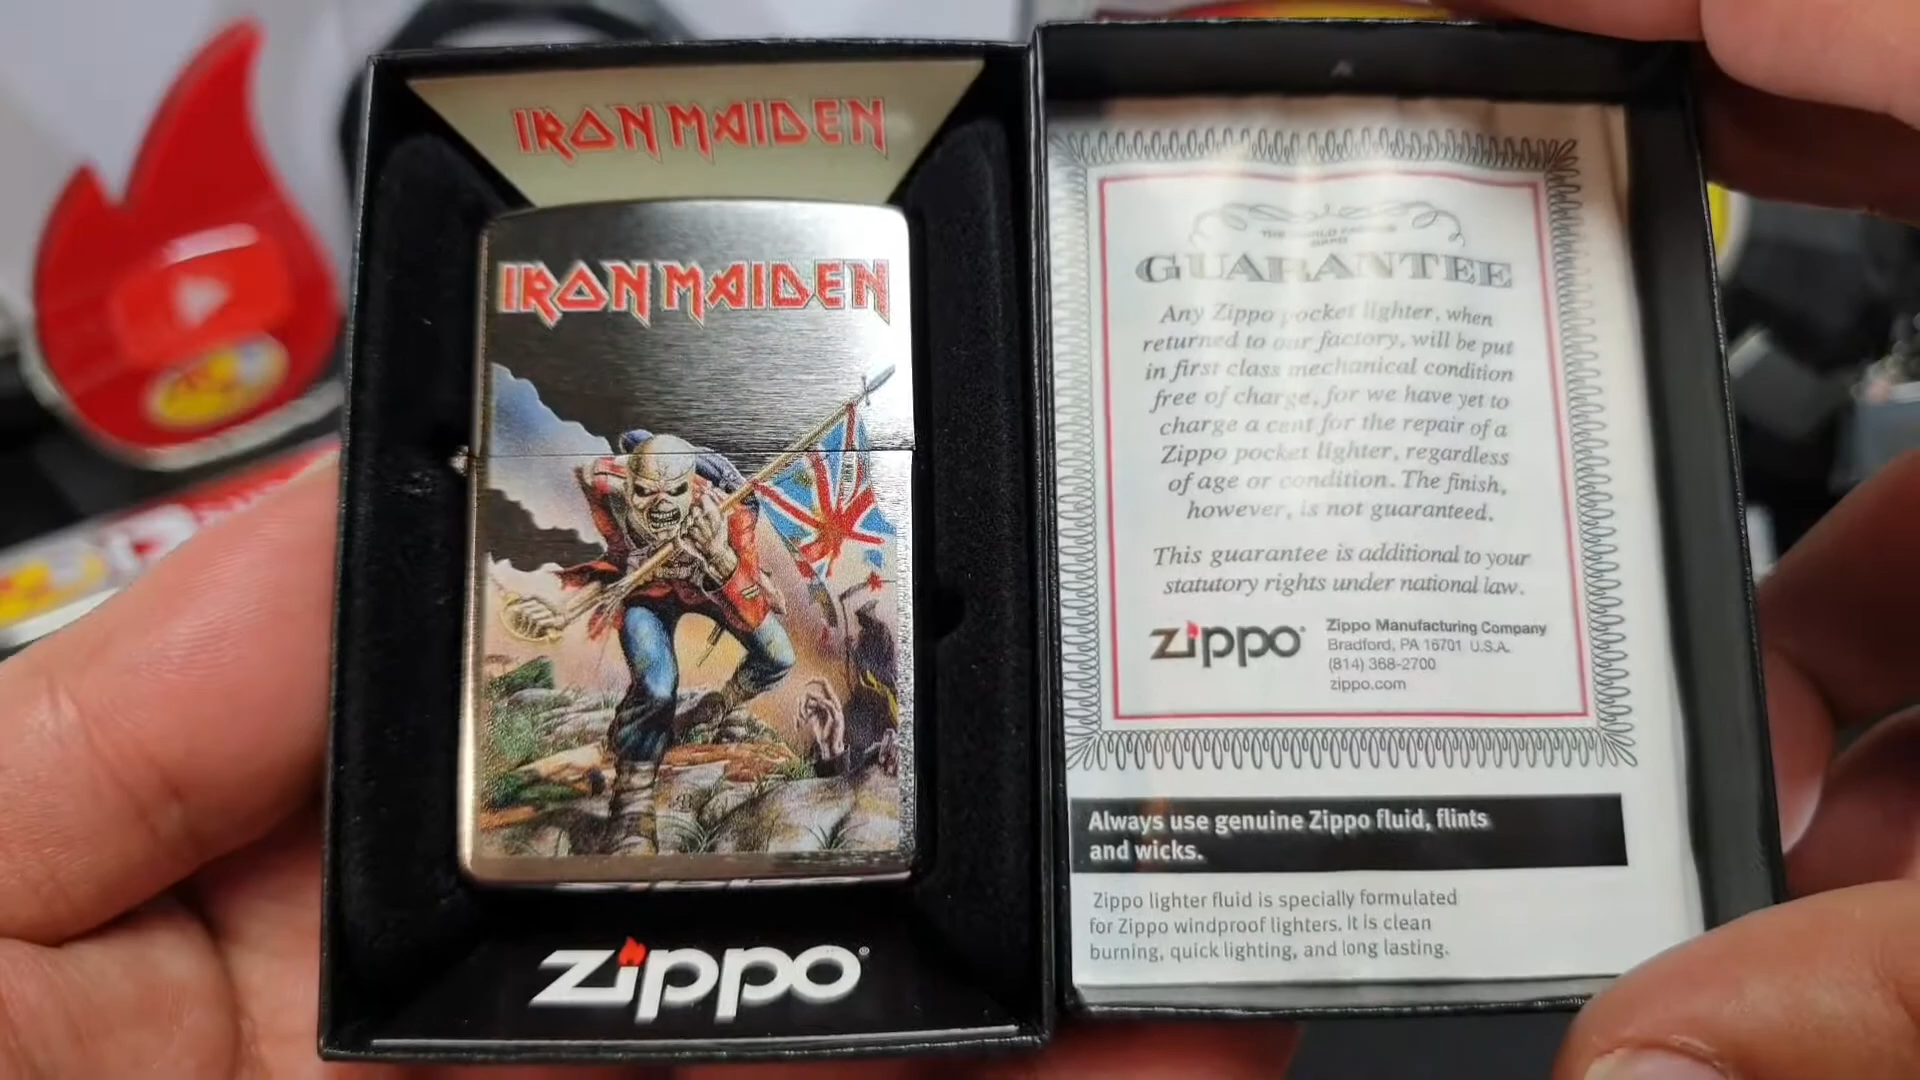 IRON MAIDEN
IRON MAIDEN
zippo
GUARANTEE
Any Zippo pocket lighter, when
returned to our factory, will be put
in first class mechanical condition
free of charge, for we have yet to
charge a cent for the repair of a
Zippo pocket lighter, regardless
of age or condition. The finish,
however, is not guaranteed.
This guarantee is additional to your
statutory rights under national law.
zippo
Zippo Manufacturing Company
Bradford, PA 16701 U.S.A.
(814) 368-2700
zippo.com
Always use genuine Zippo fluid, flints
and wicks.
Zippo lighter fluid is specially formulated
for Zippo windproof lighters. It is clean
burning, quick lighting, and long lasting.